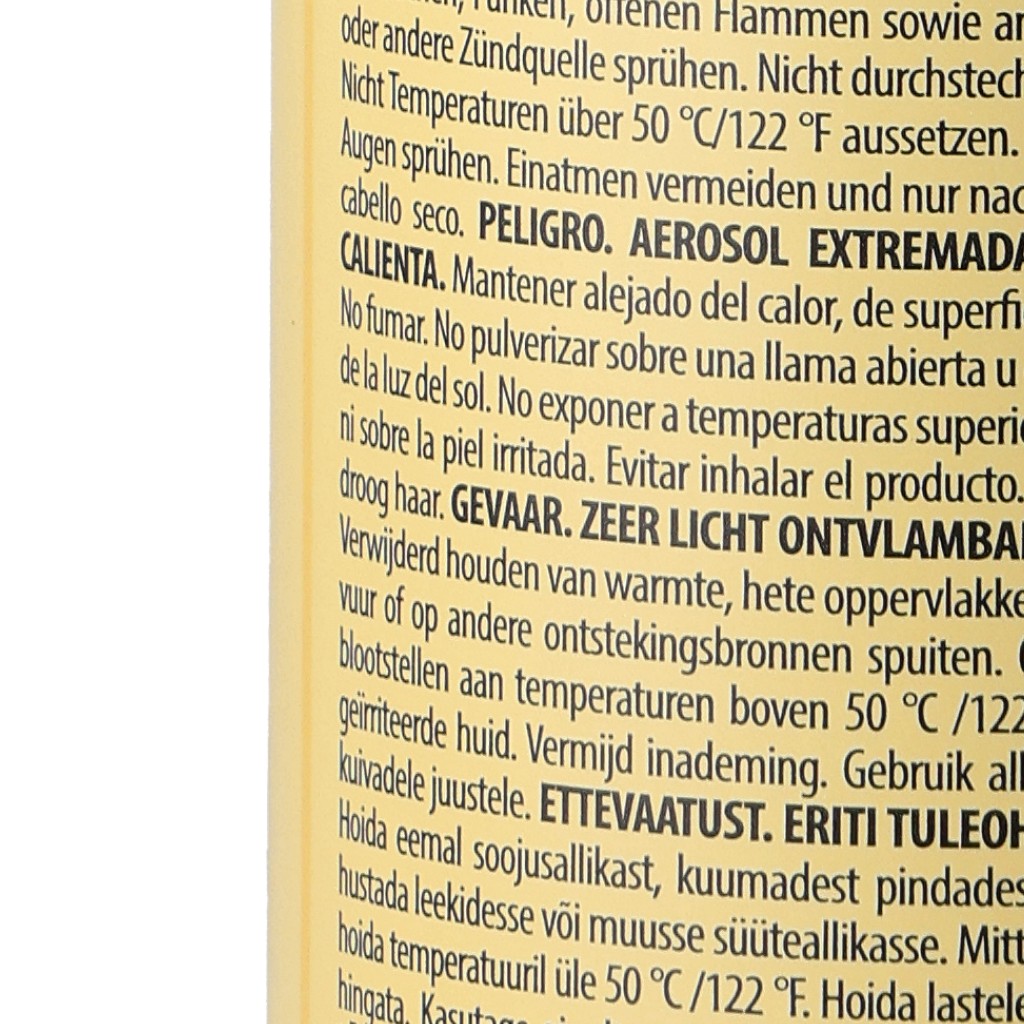 Funken, offenen Flammen sowie
oder andere Zündquelle sprühen. Nicht durchstech
Nicht Temperaturen über 50 °C/122 °F aussetzen.
Augen sprühen. Einatmen vermeiden und nur nac
cabello seco. PELIGRO. AEROSOL EXTREMADA
CALIENTA. Mantener alejado del calor, de superfi
No fumar. No pulverizar sobre una llama abierta u
de la luz del sol. No exponer a temperaturas superi
ni sobre la piel irritada. Evitar inhalar el producto.
droog haar. GEVAAR. ZEER LICHT ONTVLAMBA
Verwijderd houden van warmte, hete oppervlakke
vuur of op andere ontstekingsbronnen spuiten.
blootstellen aan temperaturen boven 50 °C /122
geïrriteerde huid. Vermijd inademing. Gebruik all
kuivadele juustele. ETTEVAATUST. ERITI TULEOH
Hoida eemal soojusallikast, kuumadest pindades
hustada leekidesse või muusse süüteallikasse. Mitt
hoida temperatuuril üle 50 °C /122 °F. Hoida lastele
hingata. Kasutage